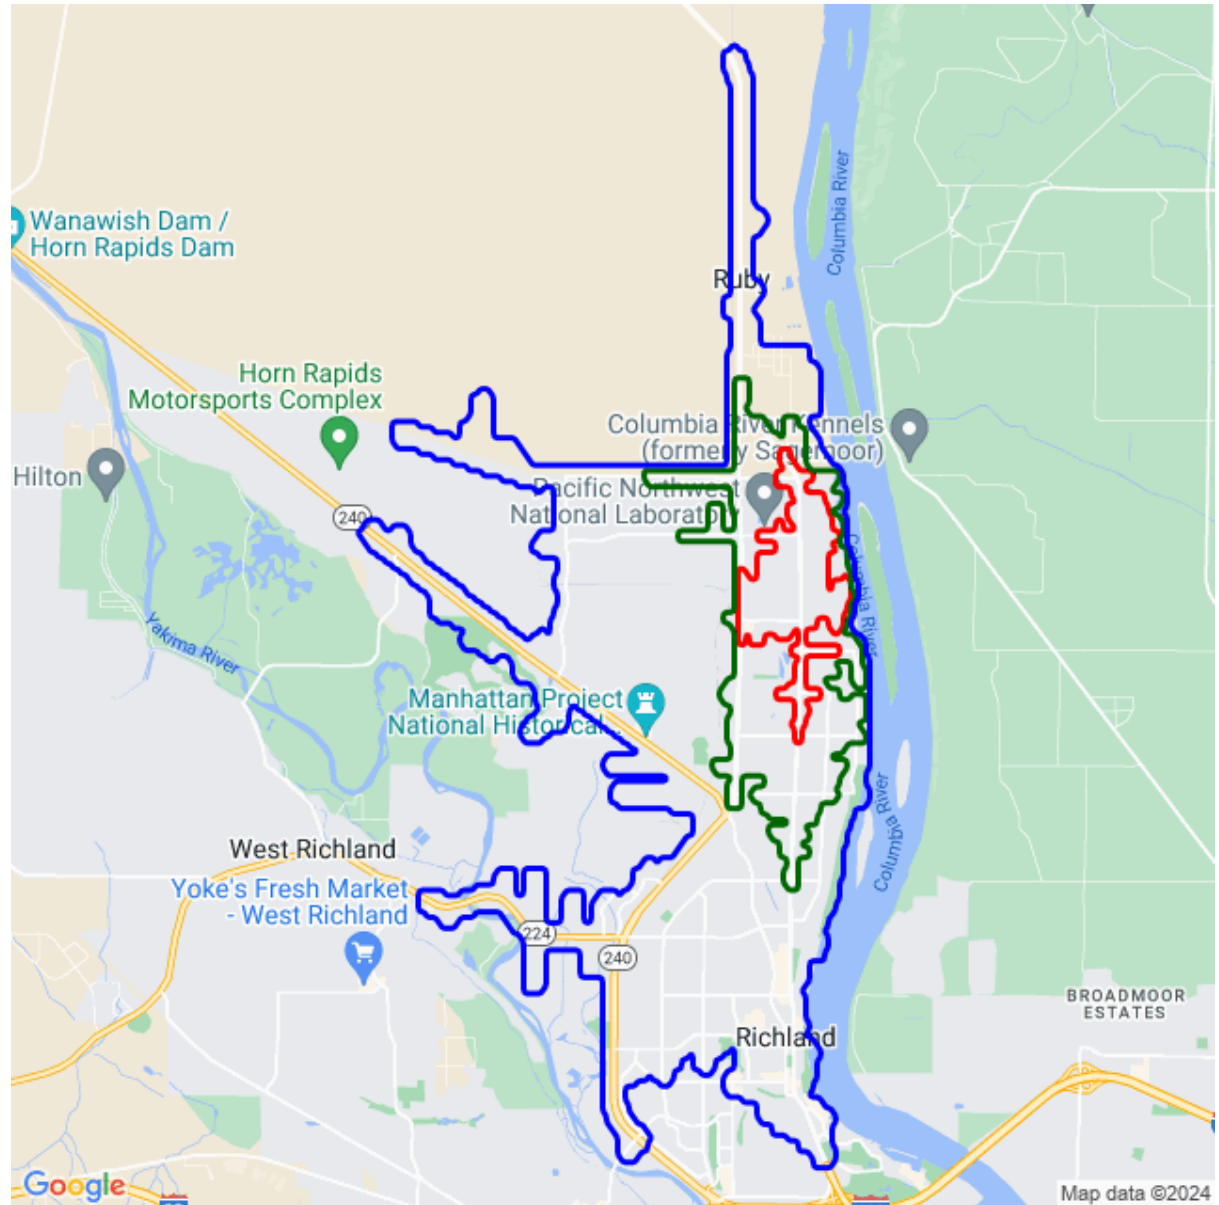 Columbia River
Wanawish Dam /
Horn Rapids Dam
Ruby
Horn Rapids
Motorsports Complex
Columbia River Kennels
(formerly Sagemoor)
Hilton
Pacific Northwest
National Laboratory
240
Columbia River
Yakima River
Manhattan Project
National Historical...
Columbia River
Columbia River
West Richland
Yoke's Fresh Market
- West Richland
224
240
BROADMOOR
ESTATES
Richland
Google
Map data ©2024